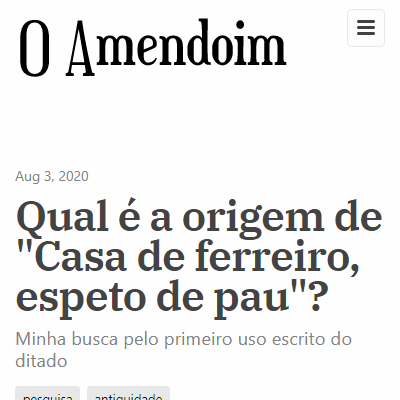 O Amendoim
Aug 3, 2020
Qual é a origem de
"Casa de ferreiro,
espeto de pau"?
Minha busca pelo primeiro uso escrito do
ditado
pesquisa antiguidade